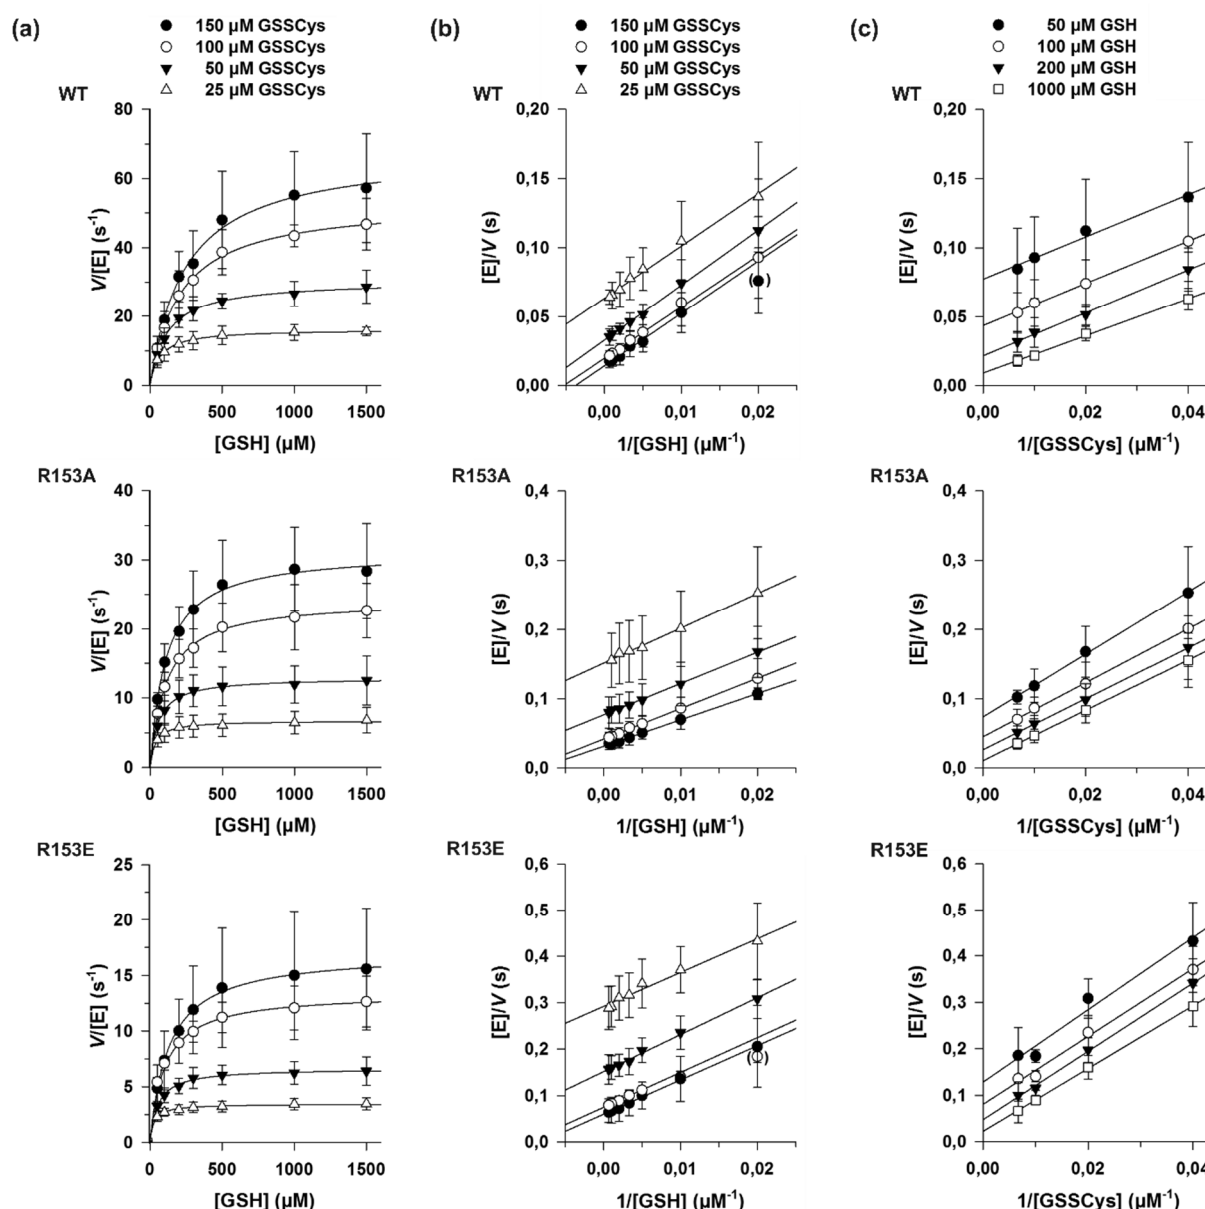 (a)
150 µM GSSCys
100 µM GSSCys
50 µM GSSCys
25 µM GSSCys
(b)
150 µM GSSCys
100 µM GSSCys
50 µM GSSCys
25 µM GSSCys
(c)
50 µM GSH
100 µM GSH
200 µM GSH
1000 µM GSH
WT
80
60
40
20
0
V/[E] (s⁻¹)
0 500 1000 1500
[GSH] (µM)
WT
0,20
0,15
0,10
0,05
0,00
[E]/V (s)
( )
0,00 0,01 0,02
1/[GSH] (µM⁻¹)
WT
0,20
0,15
0,10
0,05
0,00
[E]/V (s)
0,00 0,02 0,04
1/[GSSCys] (µM⁻¹)
R153A
40
30
20
10
0
V/[E] (s⁻¹)
0 500 1000 1500
[GSH] (µM)
R153A
0,4
0,3
0,2
0,1
0,0
[E]/V (s)
0,00 0,01 0,02
1/[GSH] (µM⁻¹)
R153A
0,4
0,3
0,2
0,1
0,0
[E]/V (s)
0,00 0,02 0,04
1/[GSSCys] (µM⁻¹)
R153E
25
20
15
10
5
0
V/[E] (s⁻¹)
0 500 1000 1500
[GSH] (µM)
R153E
0,6
0,5
0,4
0,3
0,2
0,1
0,0
[E]/V (s)
( )
0,00 0,01 0,02
1/[GSH] (µM⁻¹)
R153E
0,6
0,5
0,4
0,3
0,2
0,1
0,0
[E]/V (s)
0,00 0,02 0,04
1/[GSSCys] (µM⁻¹)